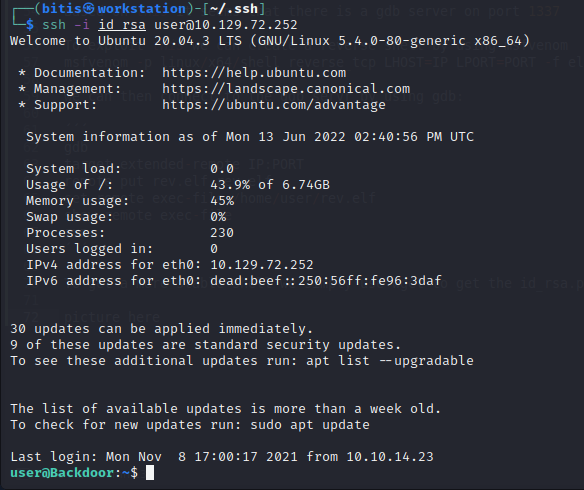 ┌──(bitis㉿workstation)-[~/.ssh]
└─$ ssh -i id_rsa user@10.129.72.252
Welcome to Ubuntu 20.04.3 LTS (GNU/Linux 5.4.0-80-generic x86_64)

 * Documentation:  https://help.ubuntu.com
 * Management:     https://landscape.canonical.com
 * Support:        https://ubuntu.com/advantage

  System information as of Mon 13 Jun 2022 02:40:56 PM UTC

  System load:           0.0
  Usage of /:            43.9% of 6.74GB
  Memory usage:          45%
  Swap usage:            0%
  Processes:             230
  Users logged in:       0
  IPv4 address for eth0: 10.129.72.252
  IPv6 address for eth0: dead:beef::250:56ff:fe96:3daf

30 updates can be applied immediately.
9 of these updates are standard security updates.
To see these additional updates run: apt list --upgradable

The list of available updates is more than a week old.
To check for new updates run: sudo apt update

Last login: Mon Nov  8 17:00:17 2021 from 10.10.14.23
user@Backdoor:~$